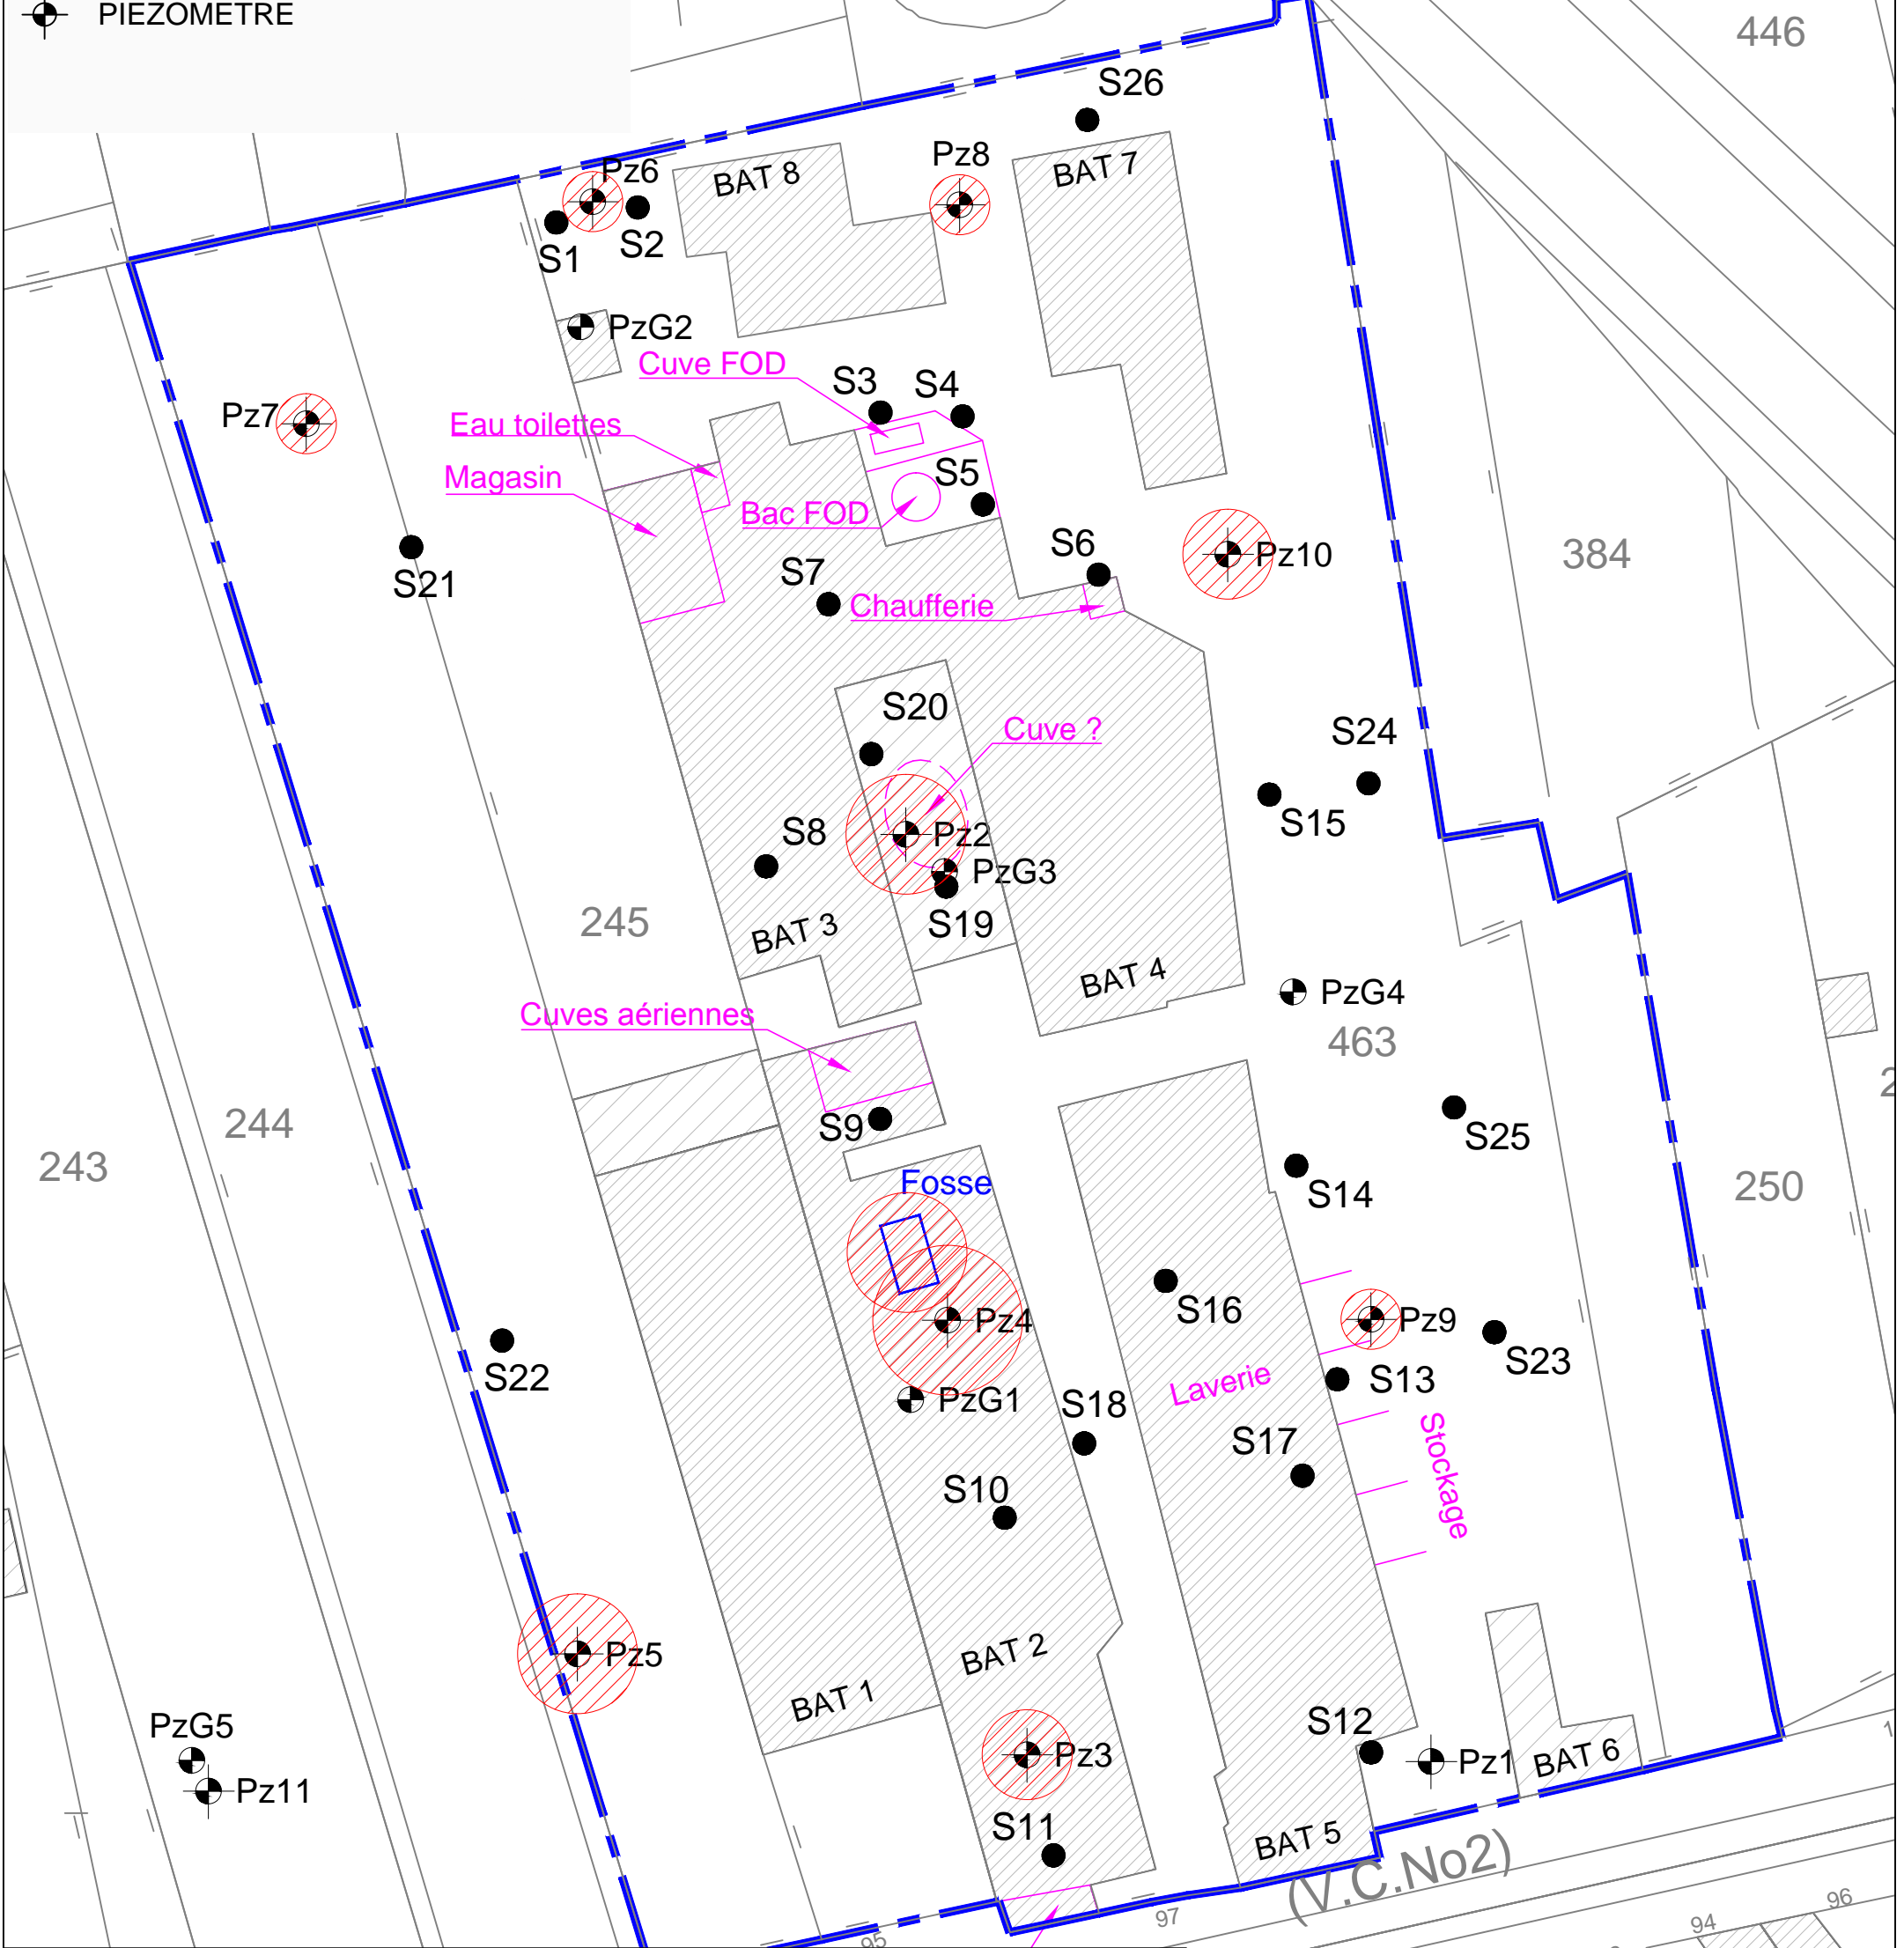 PIEZOMETRE
446
S26
Pz6
Pz8
BAT 8
BAT 7
S1
S2
PzG2
Cuve FOD
S3
S4
Pz7
Eau toilettes
Magasin
S5
Bac FOD
S6
Pz10
384
S21
S7
Chaufferie
S20
Cuve ?
S24
S15
S8
Pz2
PzG3
245
S19
BAT 3
BAT 4
PzG4
Cuves aériennes
463
2
244
S9
S25
243
Fosse
S14
250
S16
Pz4
Pz9
S22
S23
Laverie
S13
PzG1
S18
S17
Stockage
S10
Pz5
BAT 2
BAT 1
PzG5
S12
Pz3
Pz1
BAT 6
1
Pz11
S11
BAT 5
(V.C.No2)
97
96
94
95